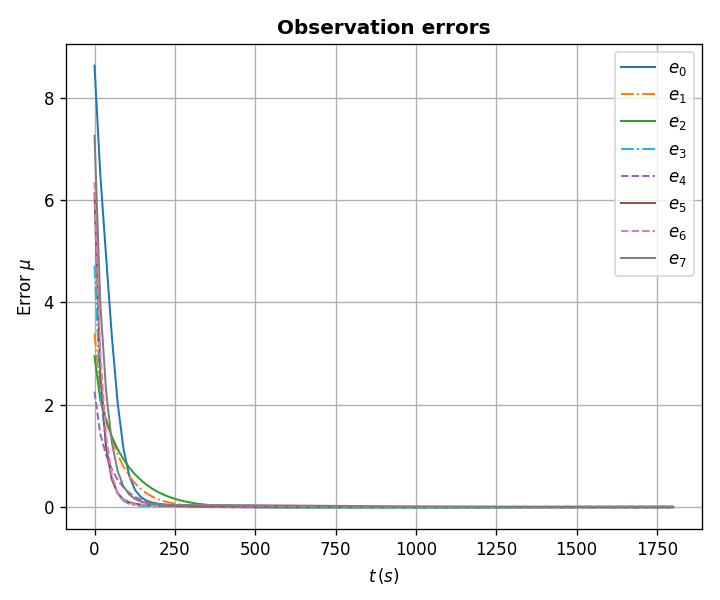 Observation errors
Error μ
8
6
4
2
0
0 250 500 750 1000 1250 1500 1750
t (s)
e₀
e₁
e₂
e₃
e₄
e₅
e₆
e₇